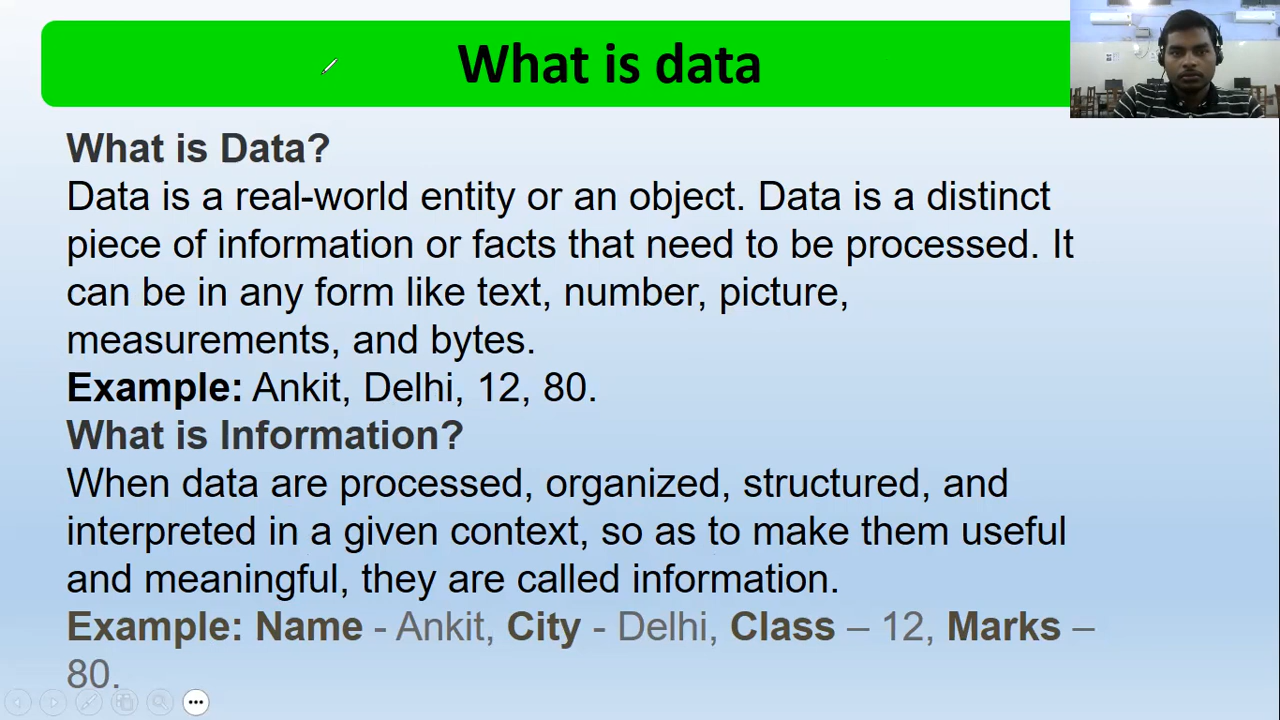 What is data
What is Data?
Data is a real-world entity or an object. Data is a distinct
piece of information or facts that need to be processed. It
can be in any form like text, number, picture,
measurements, and bytes.
Example: Ankit, Delhi, 12, 80.
What is Information?
When data are processed, organized, structured, and
interpreted in a given context, so as to make them useful
and meaningful, they are called information.
Example: Name - Ankit, City - Delhi, Class – 12, Marks –
80.